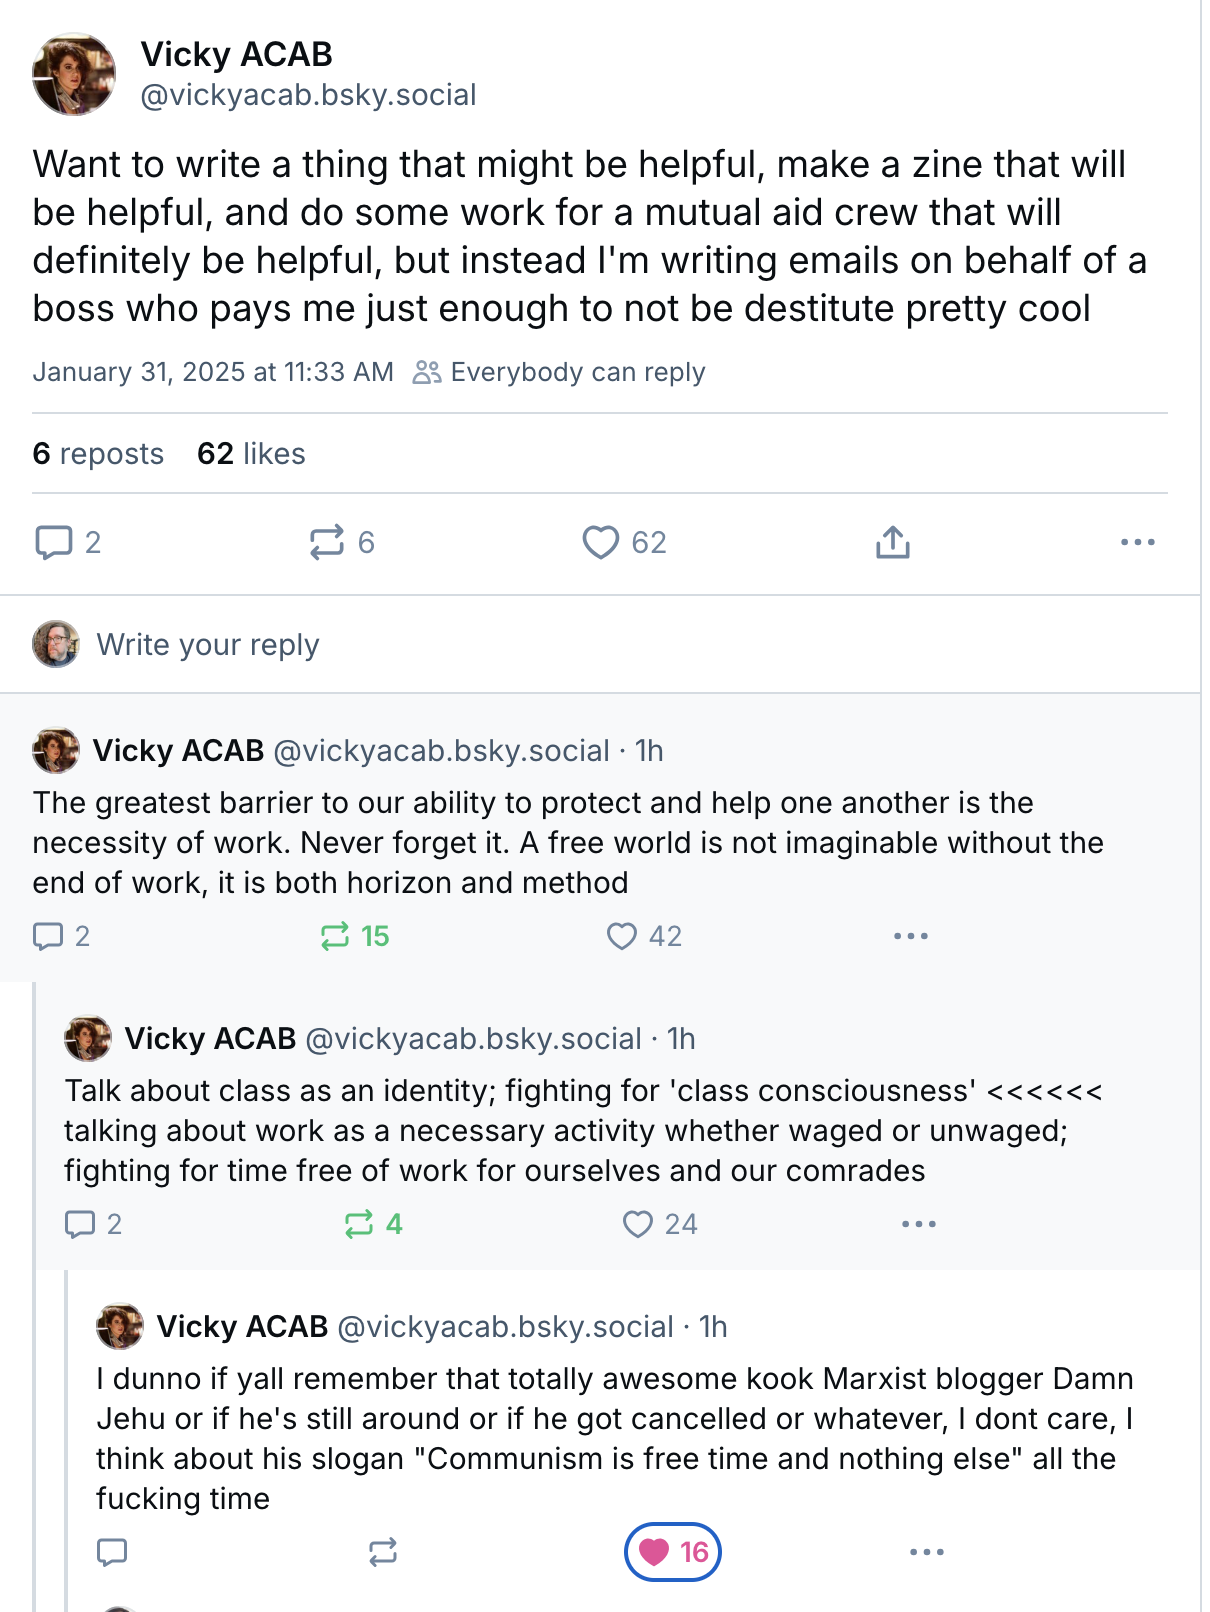 Vicky ACAB
@vickyacab.bsky.social
Want to write a thing that might be helpful, make a zine that will
be helpful, and do some work for a mutual aid crew that will
definitely be helpful, but instead I'm writing emails on behalf of a
boss who pays me just enough to not be destitute pretty cool
January 31, 2025 at 11:33 AM Everybody can reply
6 reposts 62 likes
2 6 62
Write your reply
Vicky ACAB @vickyacab.bsky.social · 1h
The greatest barrier to our ability to protect and help one another is the
necessity of work. Never forget it. A free world is not imaginable without the
end of work, it is both horizon and method
2 15 42
Vicky ACAB @vickyacab.bsky.social · 1h
Talk about class as an identity; fighting for 'class consciousness' <<<<<<
talking about work as a necessary activity whether waged or unwaged;
fighting for time free of work for ourselves and our comrades
2 4 24
Vicky ACAB @vickyacab.bsky.social · 1h
I dunno if yall remember that totally awesome kook Marxist blogger Damn
Jehu or if he's still around or if he got cancelled or whatever, I dont care, I
think about his slogan "Communism is free time and nothing else" all the
fucking time
16